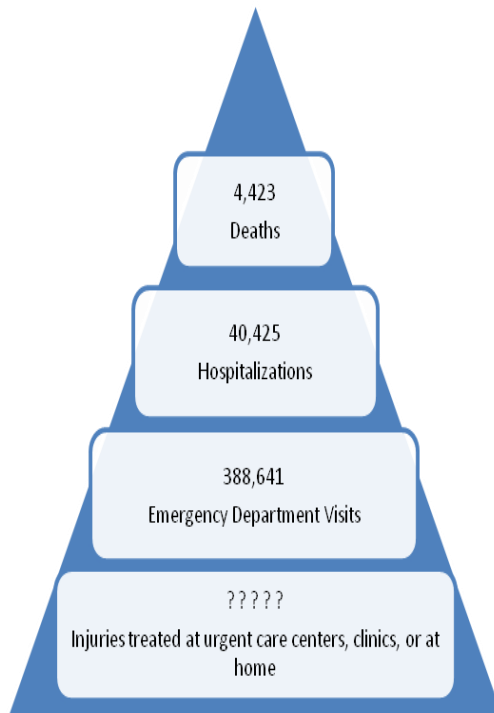 4,423
Deaths
40,425
Hospitalizations
388,641
Emergency Department Visits
? ? ? ? ?
Injuries treated at urgent care centers, clinics, or at
home